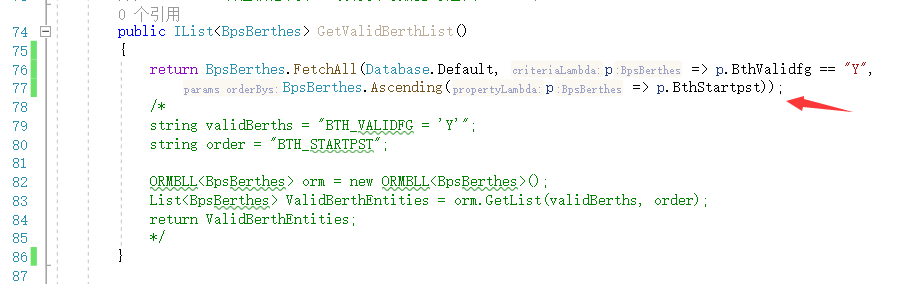 0 个引用
74 public IList<BpsBerthes> GetValidBerthList()
75 {
76 return BpsBerthes.FetchAll(Database.Default, criteriaLambda:p:BpsBerthes => p.BthValidfg == "Y",
77 params orderBys:BpsBerthes.Ascending(propertyLambda:p:BpsBerthes => p.BthStartpst));
78 /*
79 string validBerths = "BTH_VALIDFG = 'Y'";
80 string order = "BTH_STARTPST";
81
82 ORMBLL<BpsBerthes> orm = new ORMBLL<BpsBerthes>();
83 List<BpsBerthes> ValidBerthEntities = orm.GetList(validBerths, order);
84 return ValidBerthEntities;
85 */
86 }
87